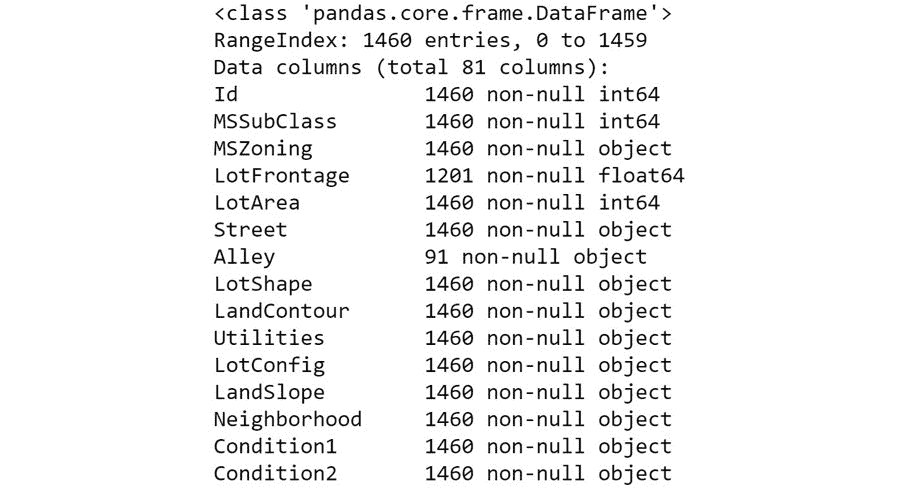 <class 'pandas.core.frame.DataFrame'>
RangeIndex: 1460 entries, 0 to 1459
Data columns (total 81 columns):
Id 1460 non-null int64
MSSubClass 1460 non-null int64
MSZoning 1460 non-null object
LotFrontage 1201 non-null float64
LotArea 1460 non-null int64
Street 1460 non-null object
Alley 91 non-null object
LotShape 1460 non-null object
LandContour 1460 non-null object
Utilities 1460 non-null object
LotConfig 1460 non-null object
LandSlope 1460 non-null object
Neighborhood 1460 non-null object
Condition1 1460 non-null object
Condition2 1460 non-null object